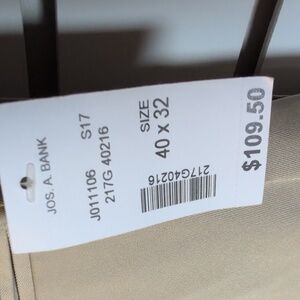 JOS. A. BANK
J011106 S17
217G 40216
SIZE
40 x 32
217G40216
$109.50